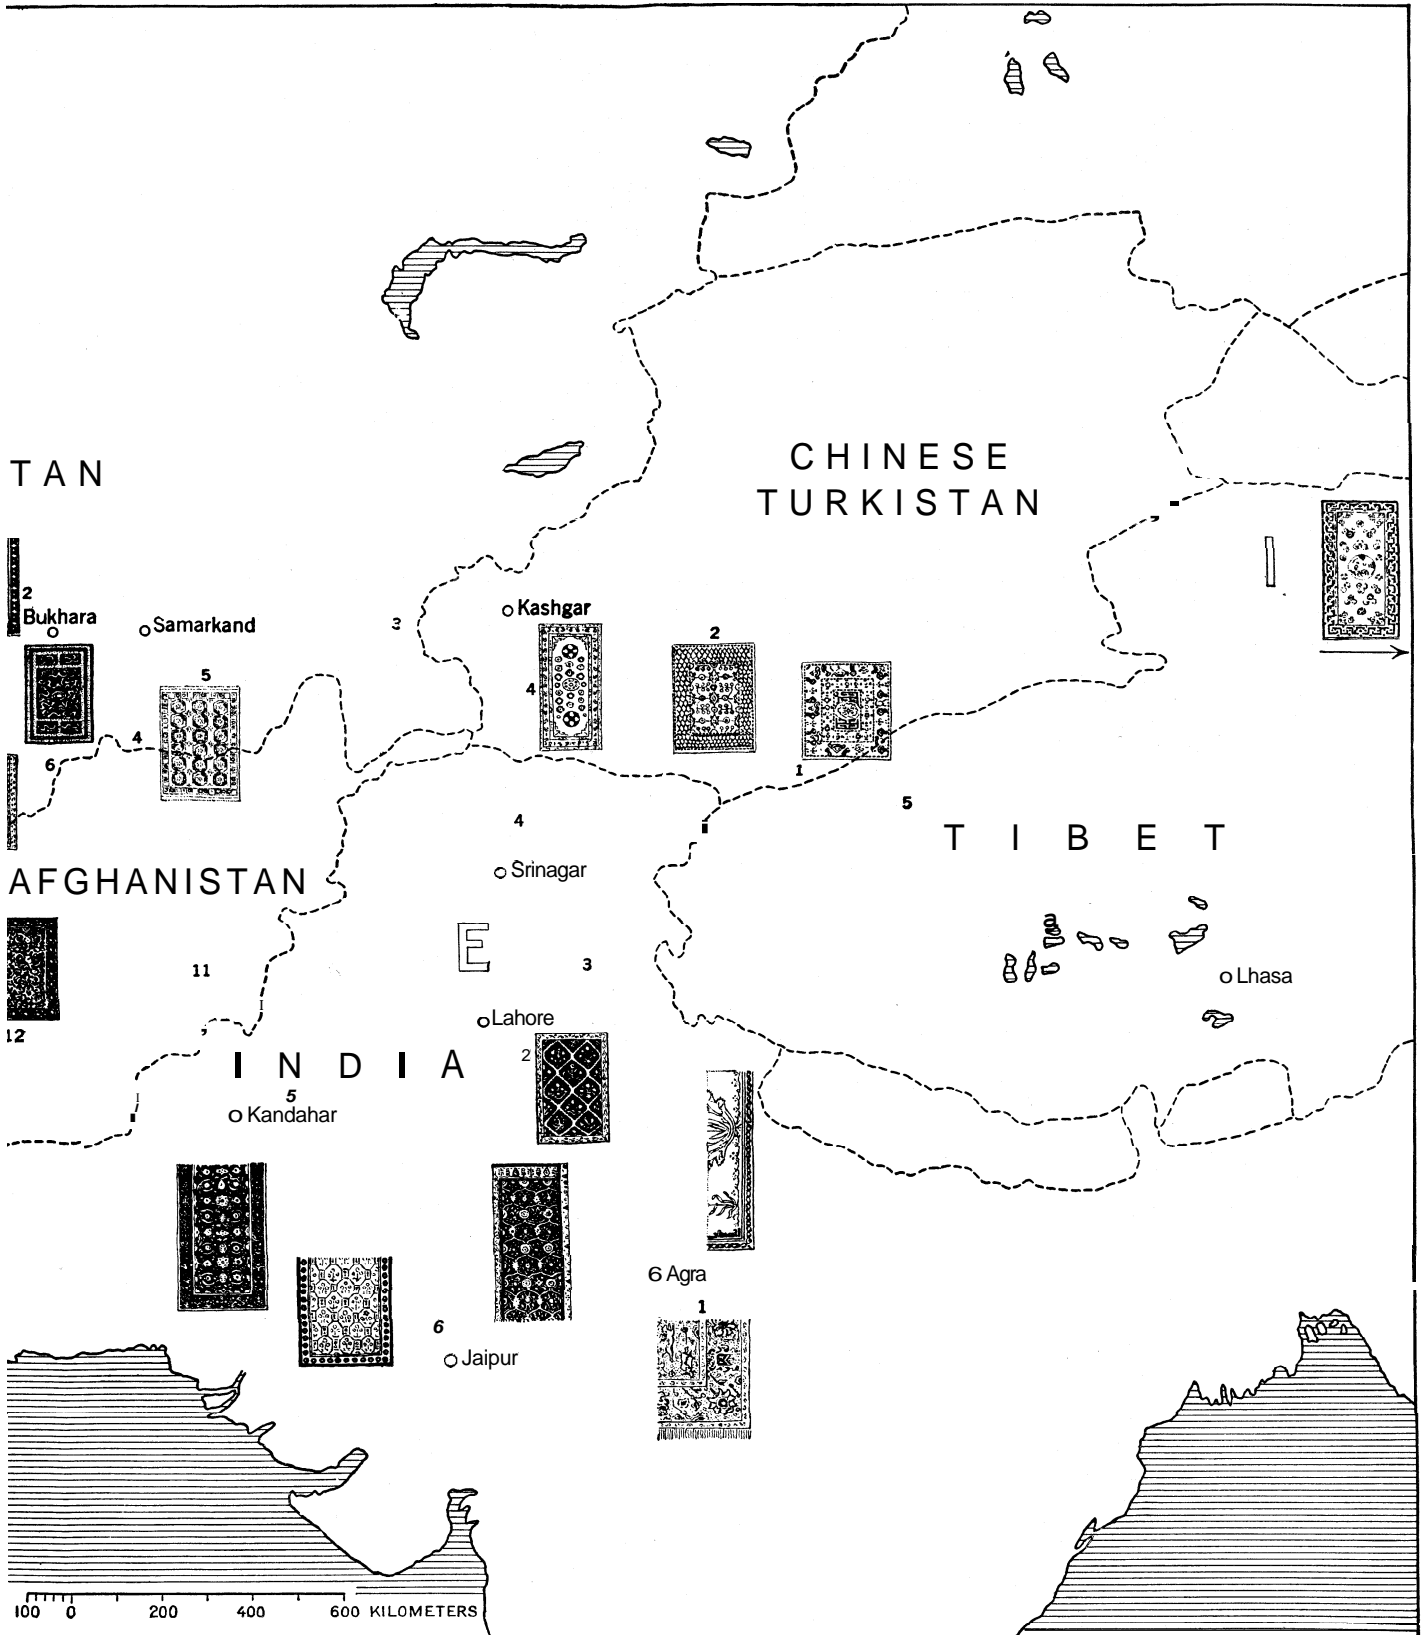 CHINESE
TURKISTAN
TAN
2
Bukhara
Samarkand
3
Kashgar
2
5
4
4
6
1
5
4
TIBET
Srinagar
AFGHANISTAN
E
11
3
Lhasa
12
Lahore
2
INDIA
5
Kandahar
6 Agra
1
6
Jaipur
100 0 200 400 600 KILOMETERS